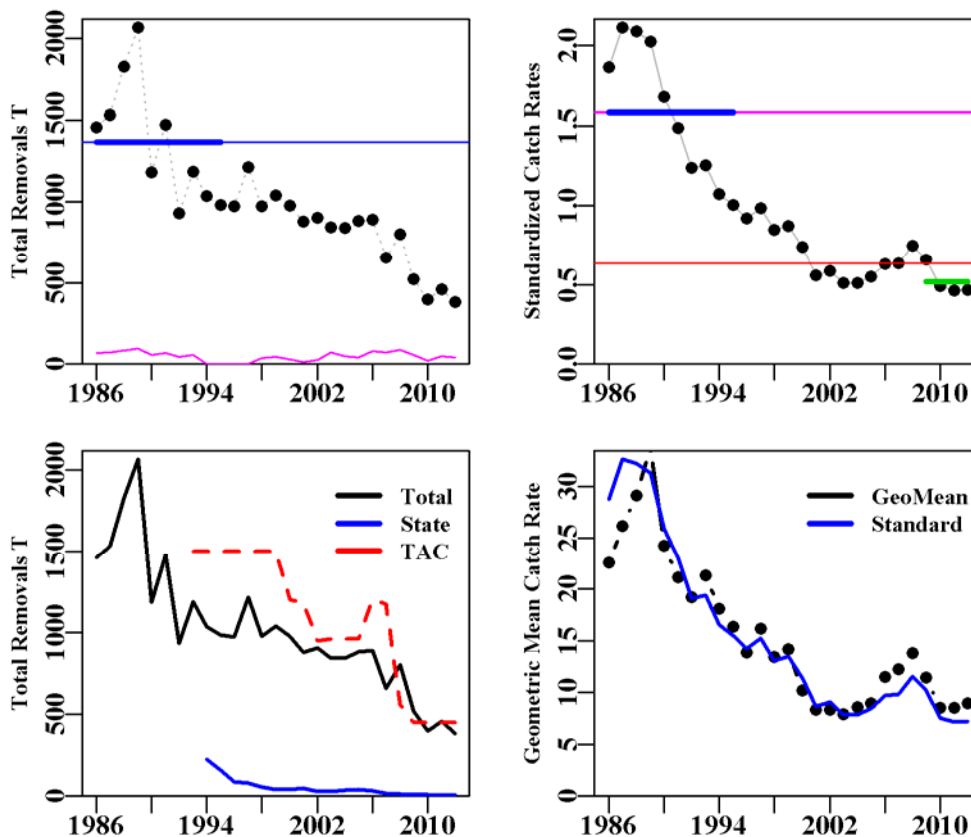 Total Removals T
0 500 1000 1500 2000
1986 1994 2002 2010
Standardized Catch Rates
0.0 0.5 1.0 1.5 2.0
1986 1994 2002 2010
Total Removals T
0 500 1000 1500 2000
Total
State
TAC
1986 1994 2002 2010
Geometric Mean Catch Rate
0 5 10 15 20 25 30
GeoMean
Standard
1986 1994 2002 2010